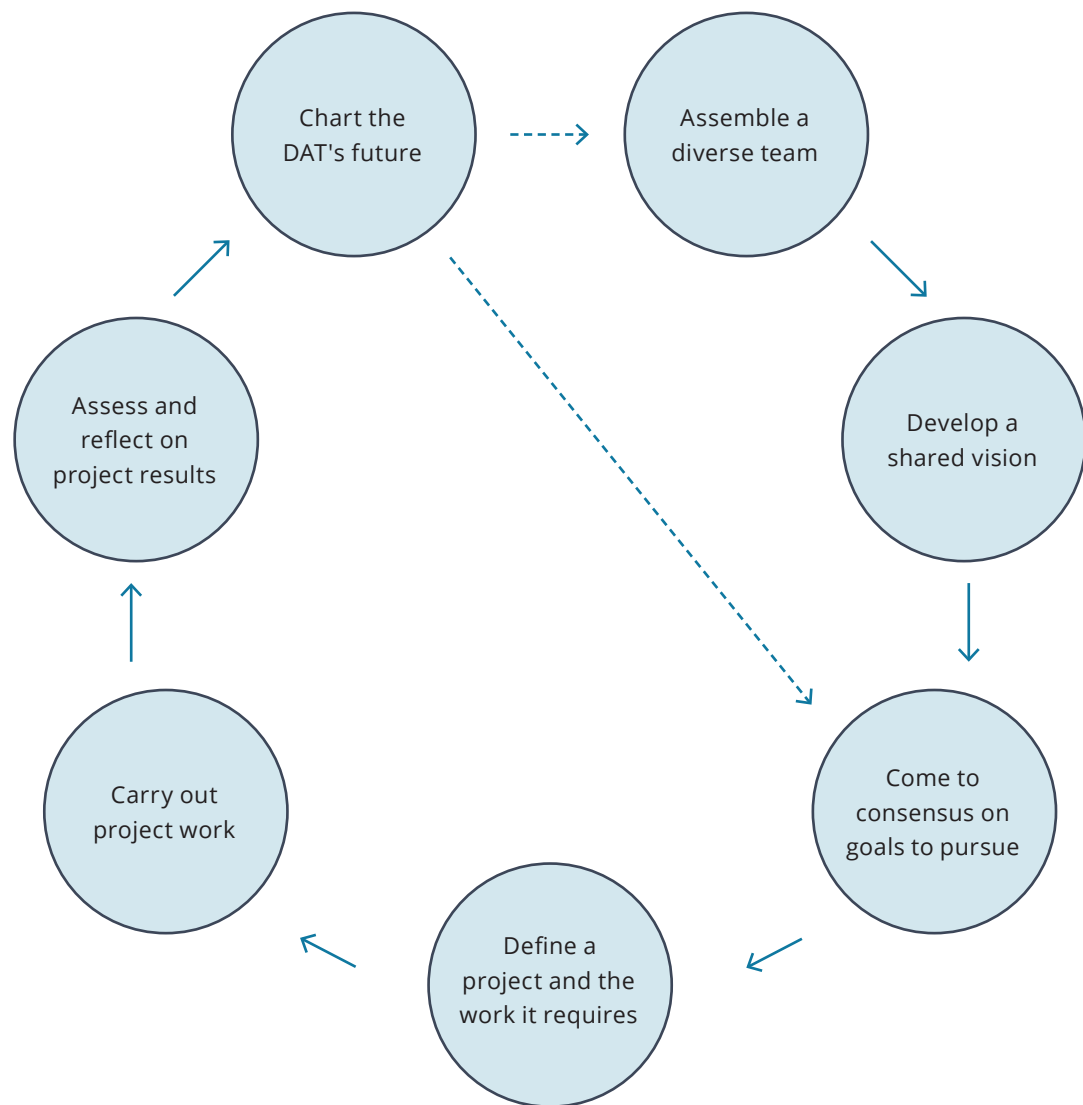 Chart the
DAT's future
Assemble a
diverse team
Develop a
shared vision
Come to
consensus on
goals to pursue
Define a
project and the
work it requires
Carry out
project work
Assess and
reflect on
project results